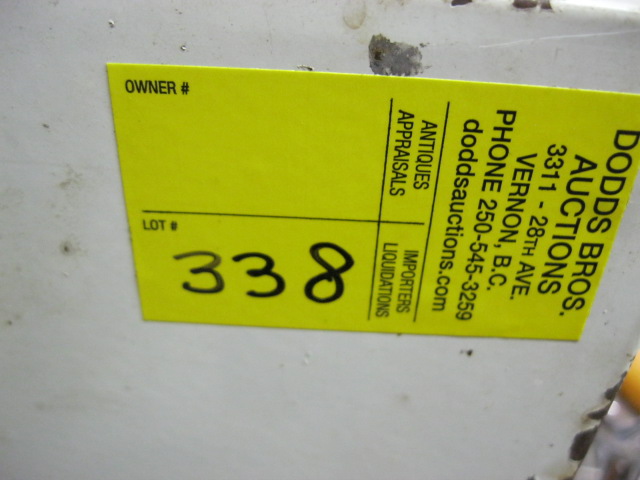 DODDS BROS.
AUCTIONS
3311 - 28TH AVE.
VERNON, B.C.
PHONE 250-545-3259
doddsauctions.com
ANTIQUES
APPRAISALS
IMPORTERS
LIQUIDATIONS
OWNER #
LOT #
338